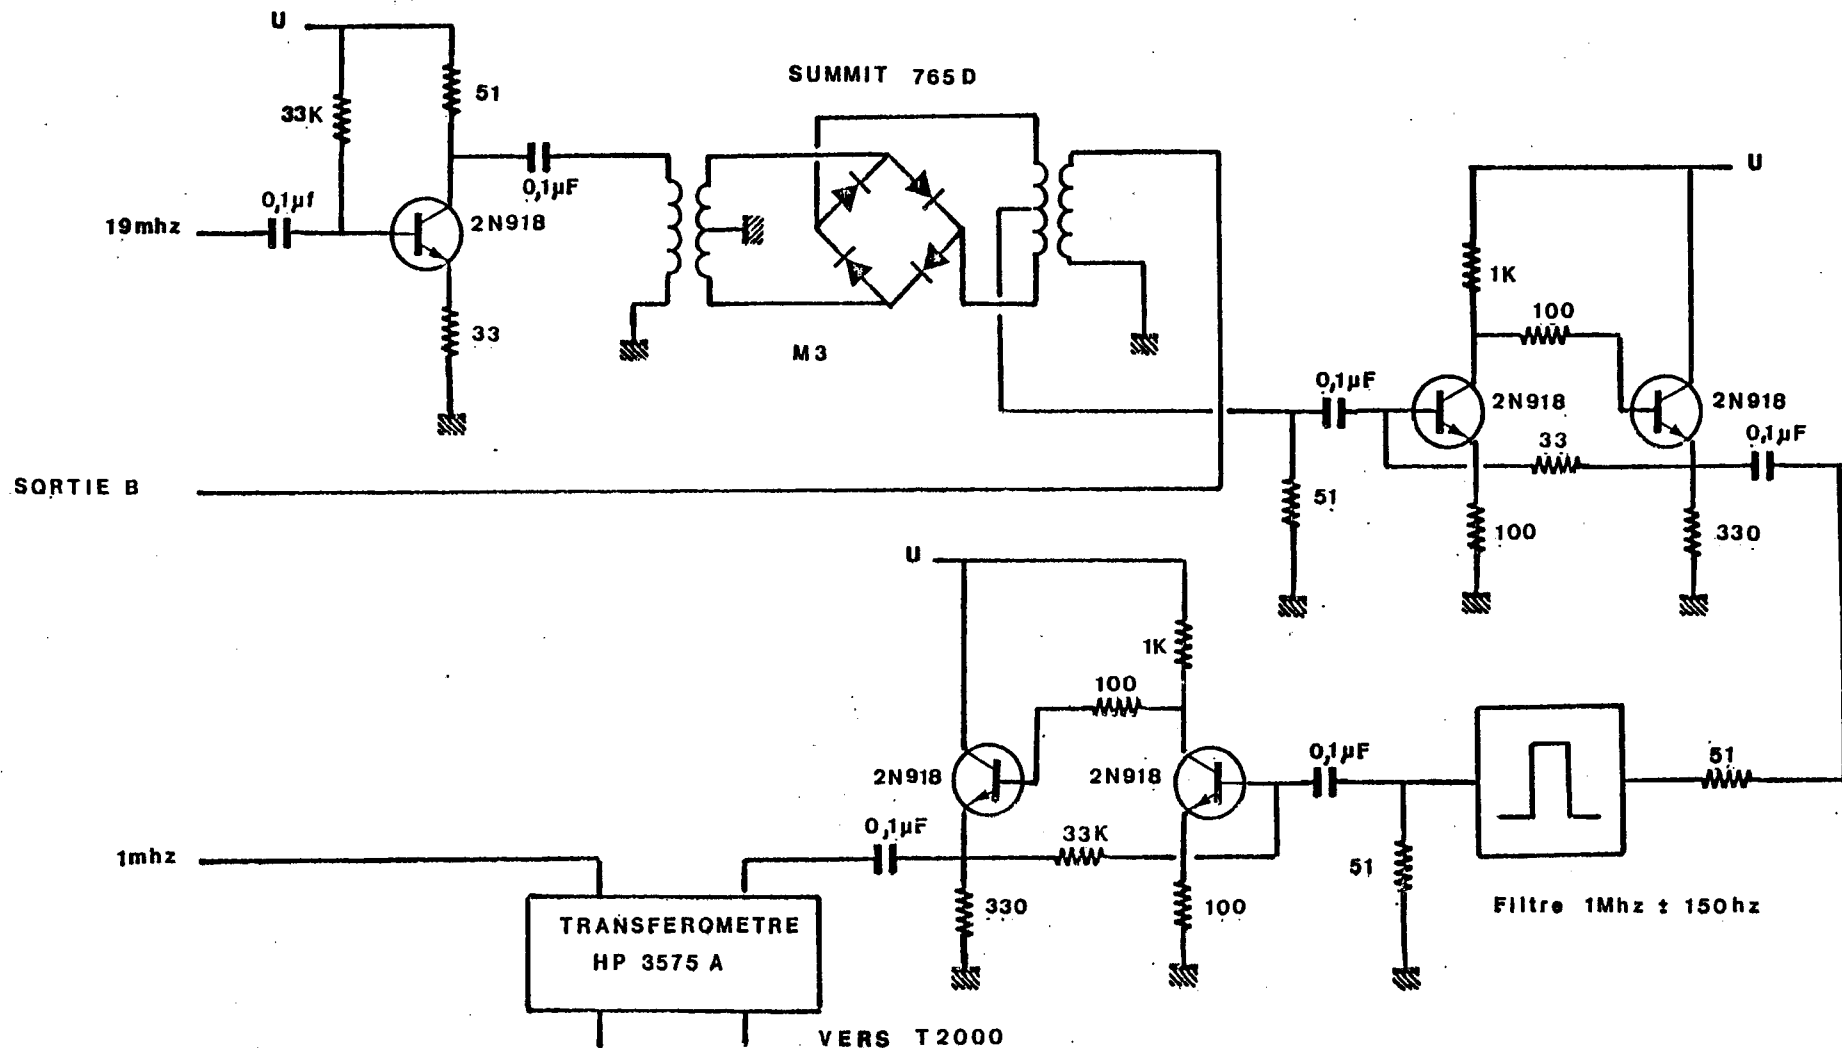 U
51
SUMMIT 765D
33K
0,1µf
0,1µF
19mhz
2N918
33
M3
U
1K
100
0,1µF
2N918
2N918
33
0,1µF
SORTIE B
51
100
330
U
1K
100
2N918
2N918
0,1µF
51
0,1µF
33K
1mhz
51
330
100
Filtre 1Mhz ± 150hz
TRANSFEROMETRE
HP 3575 A
VERS T2000